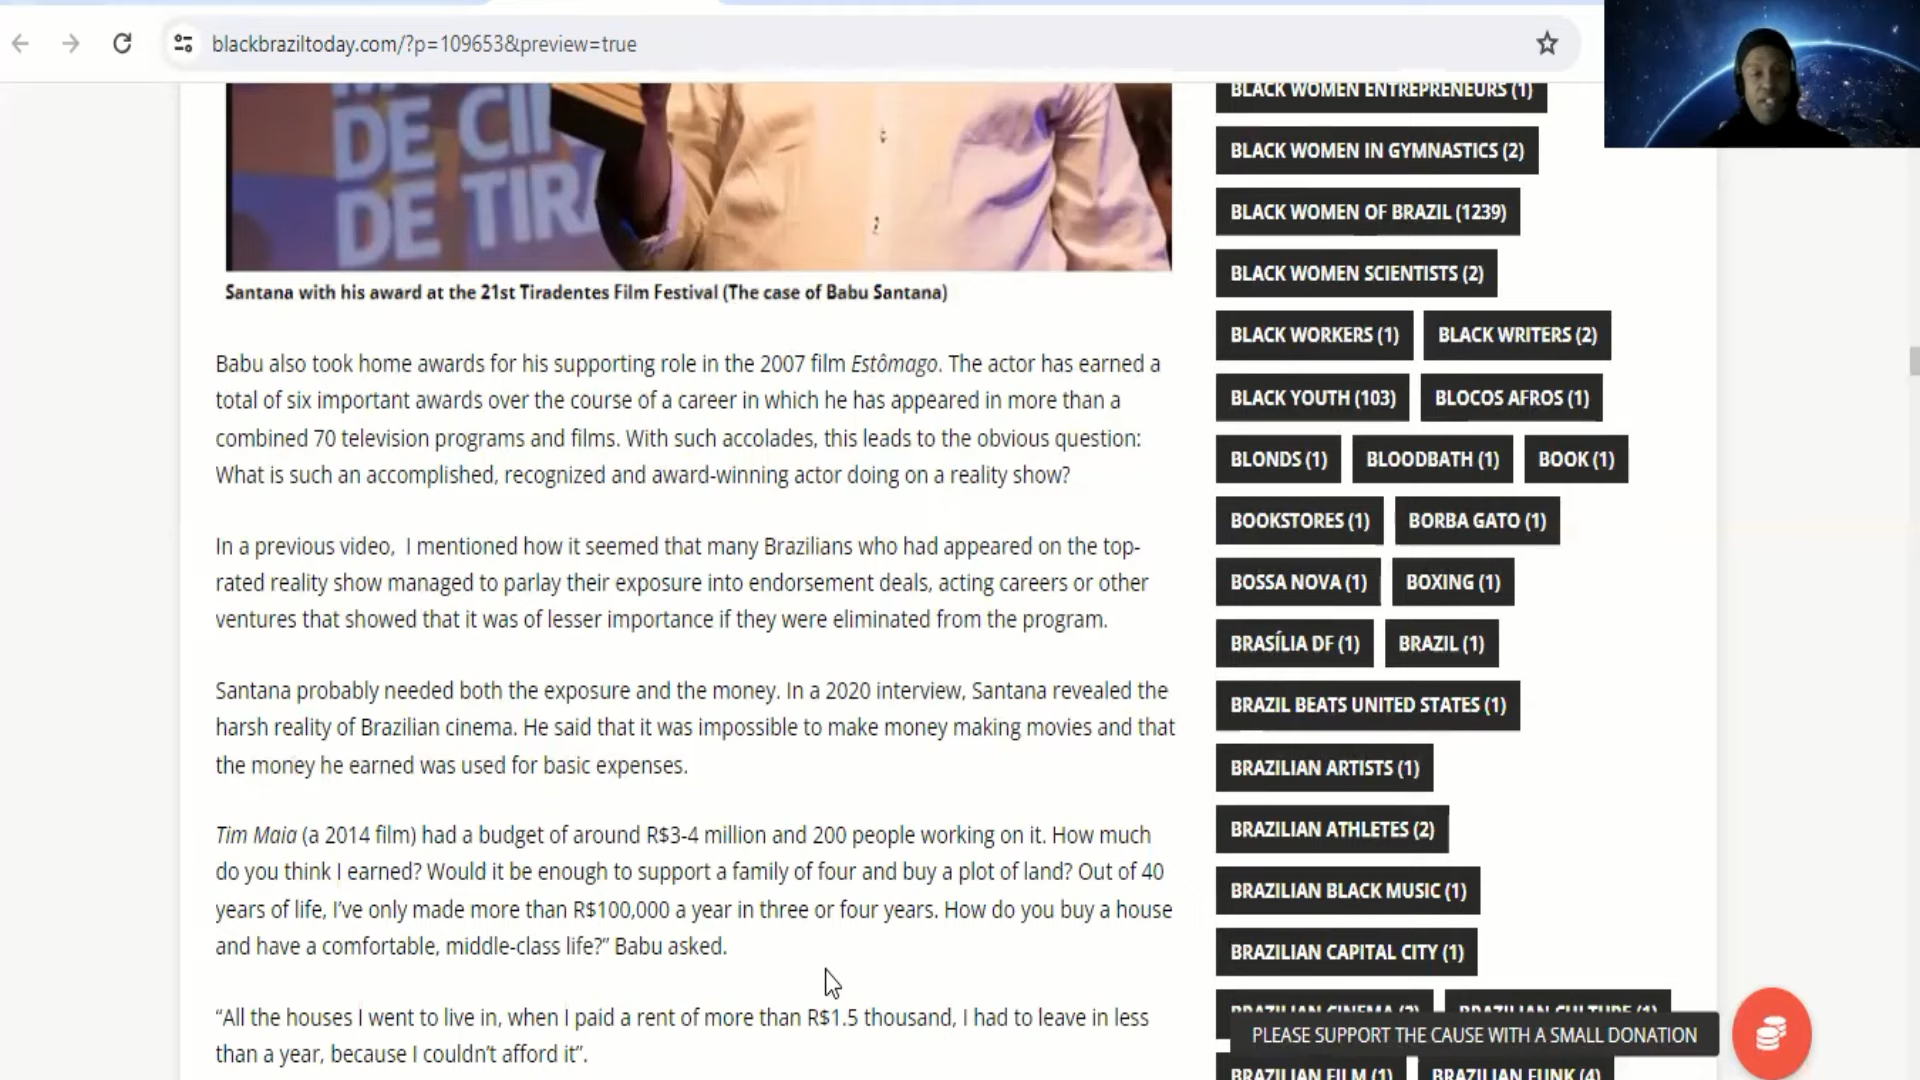 blackbraziltoday.com/?p=109653&preview=true
DE CI
DE TIRA
Santana with his award at the 21st Tiradentes Film Festival (The case of Babu Santana)
Babu also took home awards for his supporting role in the 2007 film Estômago. The actor has earned a
total of six important awards over the course of a career in which he has appeared in more than a
combined 70 television programs and films. With such accolades, this leads to the obvious question:
What is such an accomplished, recognized and award-winning actor doing on a reality show?
In a previous video,  I mentioned how it seemed that many Brazilians who had appeared on the top-
rated reality show managed to parlay their exposure into endorsement deals, acting careers or other
ventures that showed that it was of lesser importance if they were eliminated from the program.
Santana probably needed both the exposure and the money. In a 2020 interview, Santana revealed the
harsh reality of Brazilian cinema. He said that it was impossible to make money making movies and that
the money he earned was used for basic expenses.
Tim Maia (a 2014 film) had a budget of around R$3-4 million and 200 people working on it. How much
do you think I earned? Would it be enough to support a family of four and buy a plot of land? Out of 40
years of life, I’ve only made more than R$100,000 a year in three or four years. How do you buy a house
and have a comfortable, middle-class life?” Babu asked.
“All the houses I went to live in, when I paid a rent of more than R$1.5 thousand, I had to leave in less
than a year, because I couldn’t afford it”.
BLACK WOMEN ENTREPRENEURS (1)
BLACK WOMEN IN GYMNASTICS (2)
BLACK WOMEN OF BRAZIL (1239)
BLACK WOMEN SCIENTISTS (2)
BLACK WORKERS (1) BLACK WRITERS (2)
BLACK YOUTH (103) BLOCOS AFROS (1)
BLONDS (1) BLOODBATH (1) BOOK (1)
BOOKSTORES (1) BORBA GATO (1)
BOSSA NOVA (1) BOXING (1)
BRASÍLIA DF (1) BRAZIL (1)
BRAZIL BEATS UNITED STATES (1)
BRAZILIAN ARTISTS (1)
BRAZILIAN ATHLETES (2)
BRAZILIAN BLACK MUSIC (1)
BRAZILIAN CAPITAL CITY (1)
BRAZILIAN CINEMA BRAZILIAN CULTURE (1)
PLEASE SUPPORT THE CAUSE WITH A SMALL DONATION
BRAZILIAN FILM (1) BRAZILIAN FUNK (4)